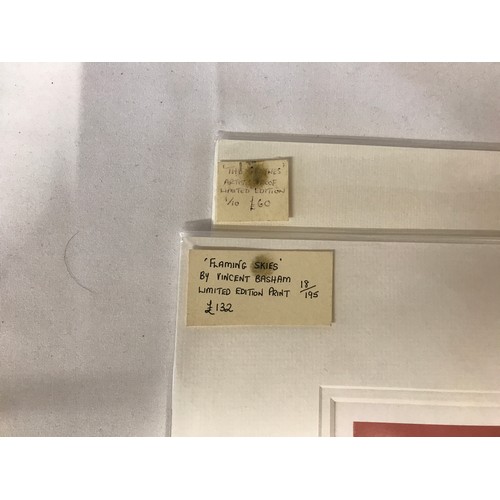 ARTIST PROOF
LIMITED EDITION
1/10 £60
'FLAMING SKIES'
BY VINCENT BASHAM
LIMITED EDITION PRINT 18/195
£132